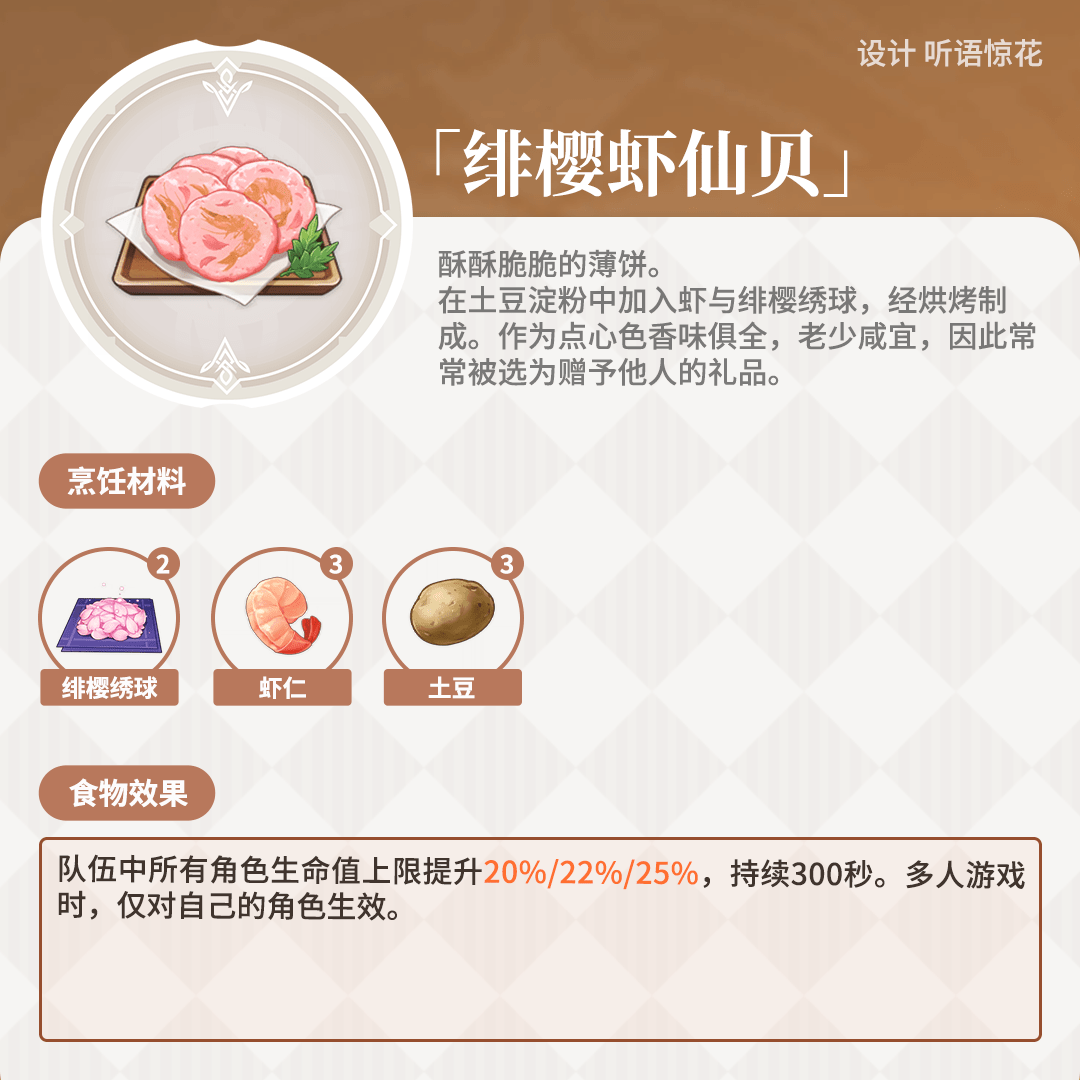 设计 听语惊花
「绯樱虾仙贝」
酥酥脆脆的薄饼。
在土豆淀粉中加入虾与绯樱绣球，经烘烤制
成。作为点心色香味俱全，老少咸宜，因此常
常被选为赠予他人的礼品。
烹饪材料
2
3
3
绯樱绣球
虾仁
土豆
食物效果
队伍中所有角色生命值上限提升20%/22%/25%，持续300秒。多人游戏
时，仅对自己的角色生效。